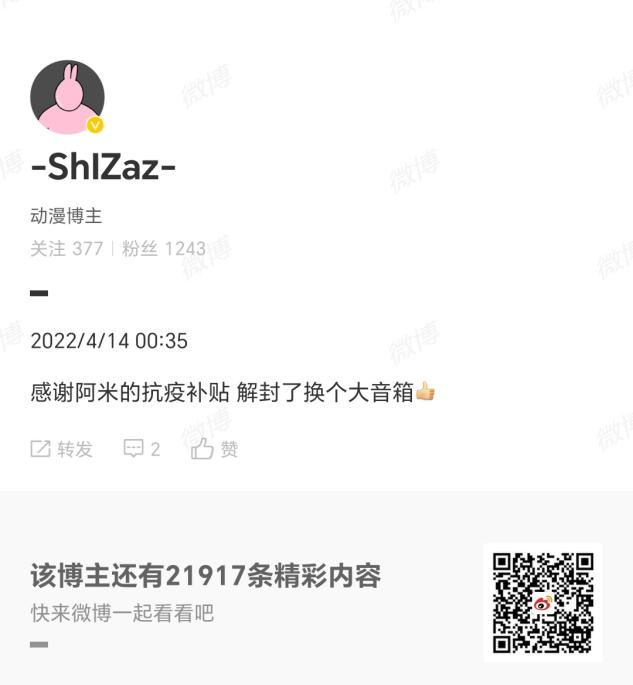 -ShIZaz-
动漫博主
关注 377 | 粉丝 1243
2022/4/14 00:35
感谢阿米的抗疫补贴 解封了换个大音箱👍
转发 2 赞
该博主还有21917条精彩内容
快来微博一起看看吧
微博